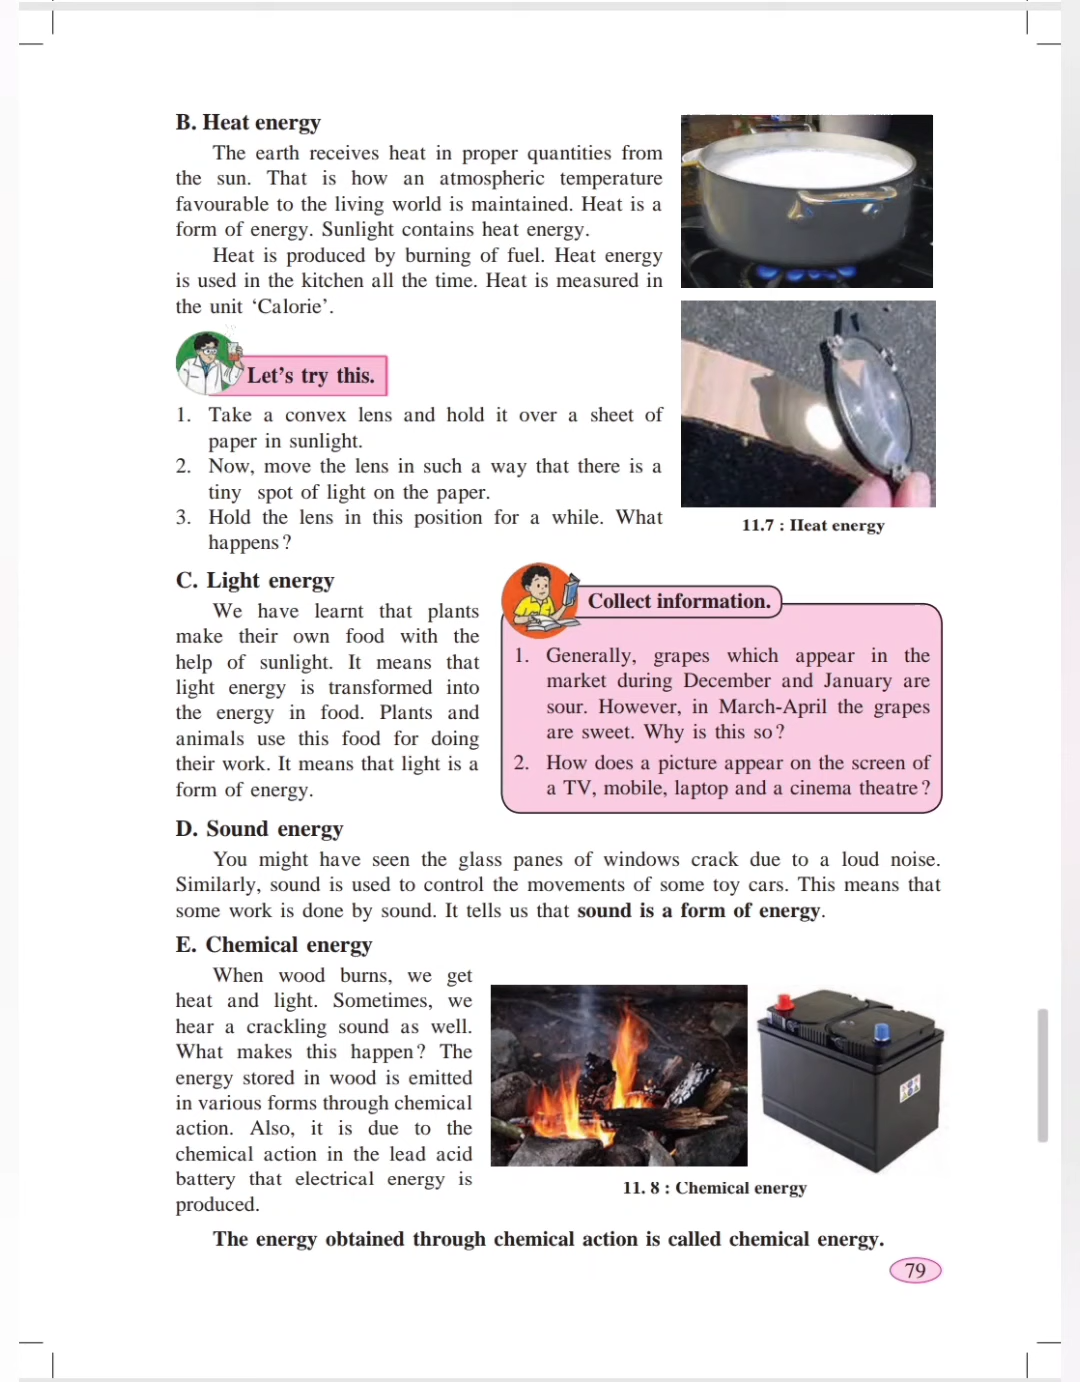 B. Heat energy
The earth receives heat in proper quantities from
the sun. That is how an atmospheric temperature
favourable to the living world is maintained. Heat is a
form of energy. Sunlight contains heat energy.
Heat is produced by burning of fuel. Heat energy
is used in the kitchen all the time. Heat is measured in
the unit ‘Calorie’.
Let’s try this.
1. Take a convex lens and hold it over a sheet of
paper in sunlight.
2. Now, move the lens in such a way that there is a
tiny spot of light on the paper.
3. Hold the lens in this position for a while. What
happens?
11.7 : Heat energy
C. Light energy
We have learnt that plants
make their own food with the
help of sunlight. It means that
light energy is transformed into
the energy in food. Plants and
animals use this food for doing
their work. It means that light is a
form of energy.
Collect information.
1. Generally, grapes which appear in the
market during December and January are
sour. However, in March-April the grapes
are sweet. Why is this so?
2. How does a picture appear on the screen of
a TV, mobile, laptop and a cinema theatre?
D. Sound energy
You might have seen the glass panes of windows crack due to a loud noise.
Similarly, sound is used to control the movements of some toy cars. This means that
some work is done by sound. It tells us that sound is a form of energy.
E. Chemical energy
When wood burns, we get
heat and light. Sometimes, we
hear a crackling sound as well.
What makes this happen? The
energy stored in wood is emitted
in various forms through chemical
action. Also, it is due to the
chemical action in the lead acid
battery that electrical energy is
produced.
11. 8 : Chemical energy
The energy obtained through chemical action is called chemical energy.
79